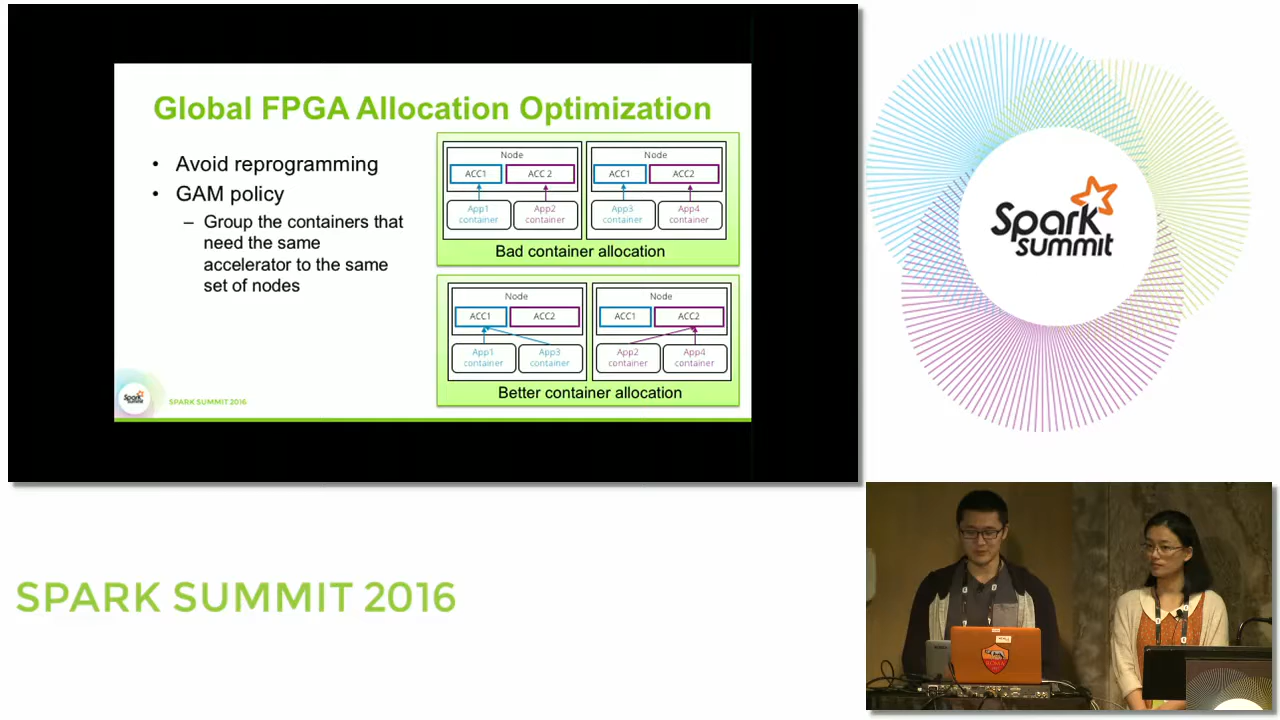 Global FPGA Allocation Optimization
• Avoid reprogramming
• GAM policy
– Group the containers that
need the same
accelerator to the same
set of nodes
Node
ACC1
ACC 2
App1
container
App2
container
Node
ACC1
ACC2
App3
container
App4
container
Bad container allocation
Node
ACC1
ACC2
App1
container
App3
container
Node
ACC1
ACC2
App2
container
App4
container
Better container allocation
Spark
Summit
SPARK SUMMIT 2016
Spark
summit
SPARK SUMMIT 2016
ROMA